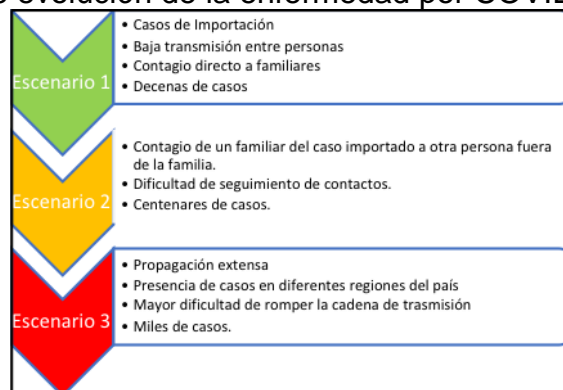 evolución de la enfermedad por
Escenario 1
• Casos de Importación
• Baja transmisión entre personas
• Contagio directo a familiares
• Decenas de casos
Escenario 2
• Contagio de un familiar del caso importado a otra persona fuera
de la familia.
• Dificultad de seguimiento de contactos.
• Centenares de casos.
Escenario 3
• Propagación extensa
• Presencia de casos en diferentes regiones del país
• Mayor dificultad de romper la cadena de trasmisión
• Miles de casos.